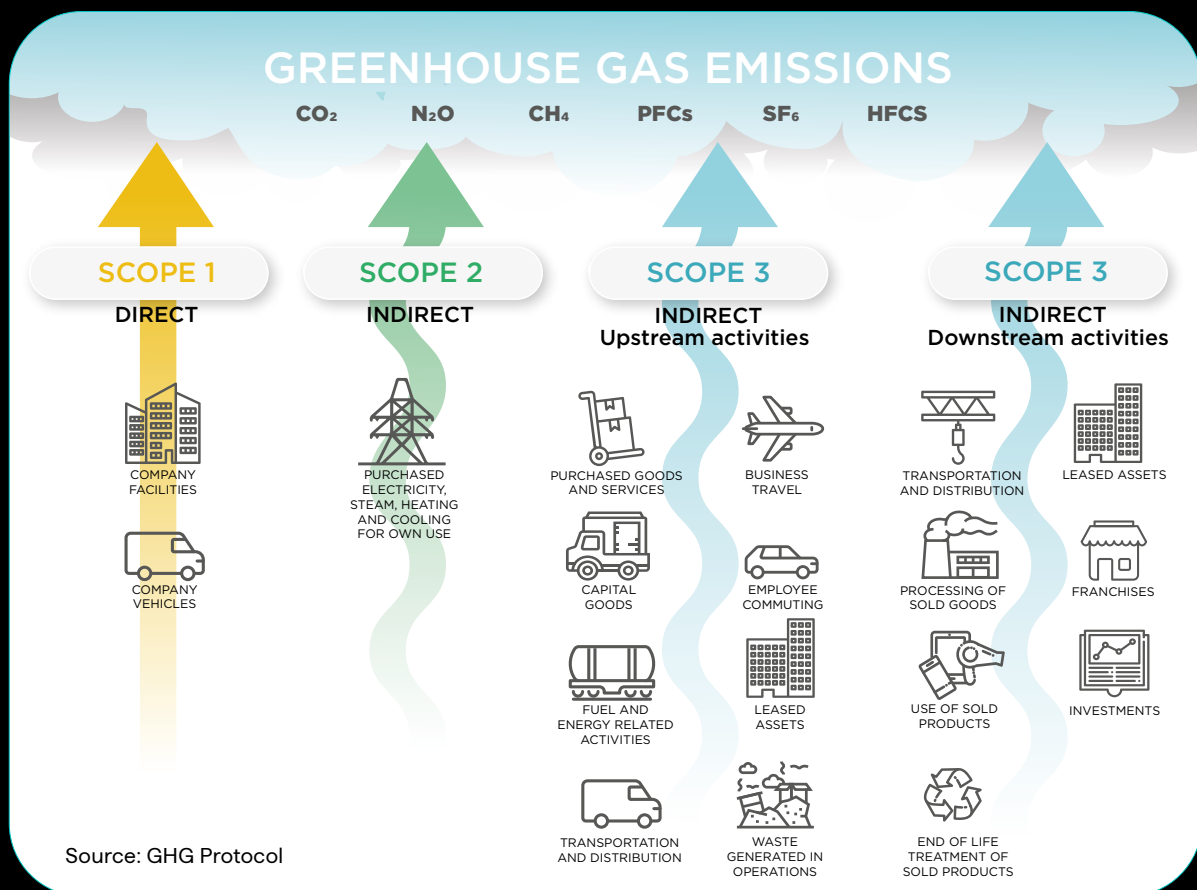 GREENHOUSE GAS EMISSIONS
CO₂ N₂O CH₄ PFCs SF₆ HFCS
SCOPE 1
DIRECT
COMPANY
FACILITIES
COMPANY
VEHICLES
SCOPE 2
INDIRECT
PURCHASED
ELECTRICITY,
STEAM, HEATING
AND COOLING
FOR OWN USE
SCOPE 3
INDIRECT
Upstream activities
PURCHASED GOODS
AND SERVICES
BUSINESS
TRAVEL
CAPITAL
GOODS
EMPLOYEE
COMMUTING
FUEL AND
ENERGY RELATED
ACTIVITIES
LEASED
ASSETS
TRANSPORTATION
AND DISTRIBUTION
WASTE
GENERATED IN
OPERATIONS
SCOPE 3
INDIRECT
Downstream activities
TRANSPORTATION
AND DISTRIBUTION
LEASED ASSETS
PROCESSING OF
SOLD GOODS
FRANCHISES
USE OF SOLD
PRODUCTS
INVESTMENTS
END OF LIFE
TREATMENT OF
SOLD PRODUCTS
Source: GHG Protocol